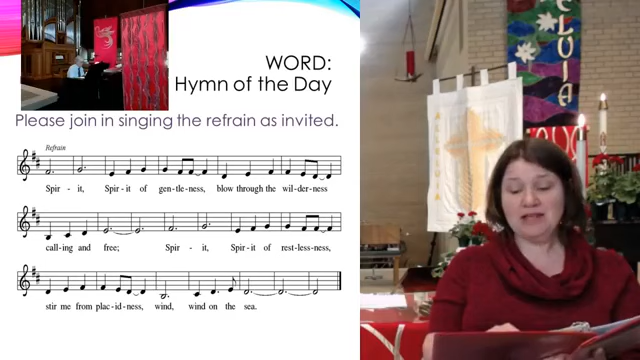 WORD:
Hymn of the Day
Please join in singing the refrain as invited.
Refrain
Spir - it, Spir - it of gen - tle - ness, blow through the wil - der - ness
call - ing and free; Spir - it, Spir - it of rest - less - ness,
stir me from plac - id - ness, wind, wind on the sea.
ALLELUIA